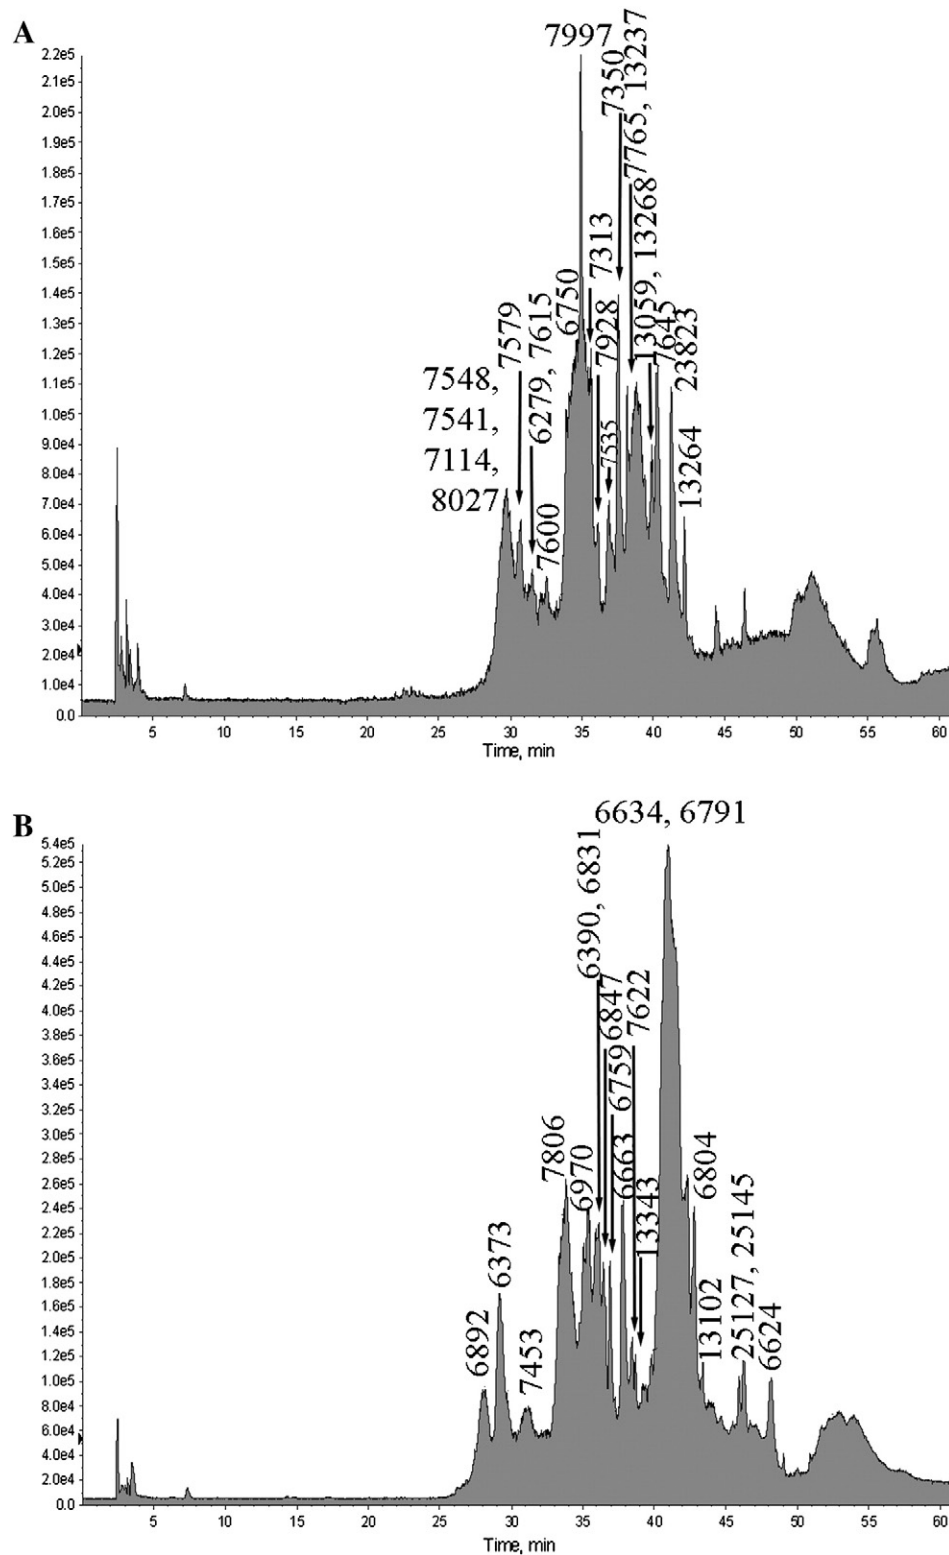 A
7997
7350
7765, 13237
2.2e5
2.1e5
2.0e5
1.9e5
1.8e5
1.7e5
1.6e5
1.5e5
1.4e5
1.3e5
1.2e5
1.1e5
1.0e5
9.0e4
8.0e4
7.0e4
6.0e4
5.0e4
4.0e4
3.0e4
2.0e4
1.0e4
0.0
7548,
7541,
7114,
8027
7579
6279, 7615
7600
6750
7313
7928
7535
13059, 13268
7645
23823
13264
5 10 15 20 25 30 35 40 45 50 55 60
Time, min
B
6634, 6791
5.4e5
5.2e5
5.0e5
4.8e5
4.6e5
4.4e5
4.2e5
4.0e5
3.8e5
3.6e5
3.4e5
3.2e5
3.0e5
2.8e5
2.6e5
2.4e5
2.2e5
2.0e5
1.8e5
1.6e5
1.4e5
1.2e5
1.0e5
8.0e4
6.0e4
4.0e4
2.0e4
0.0
6892
6373
7453
7806
6970
6390, 6831
6847
6759
6663
7622
13343
6804
13102
25127, 25145
6624
5 10 15 20 25 30 35 40 45 50 55 60
Time, min